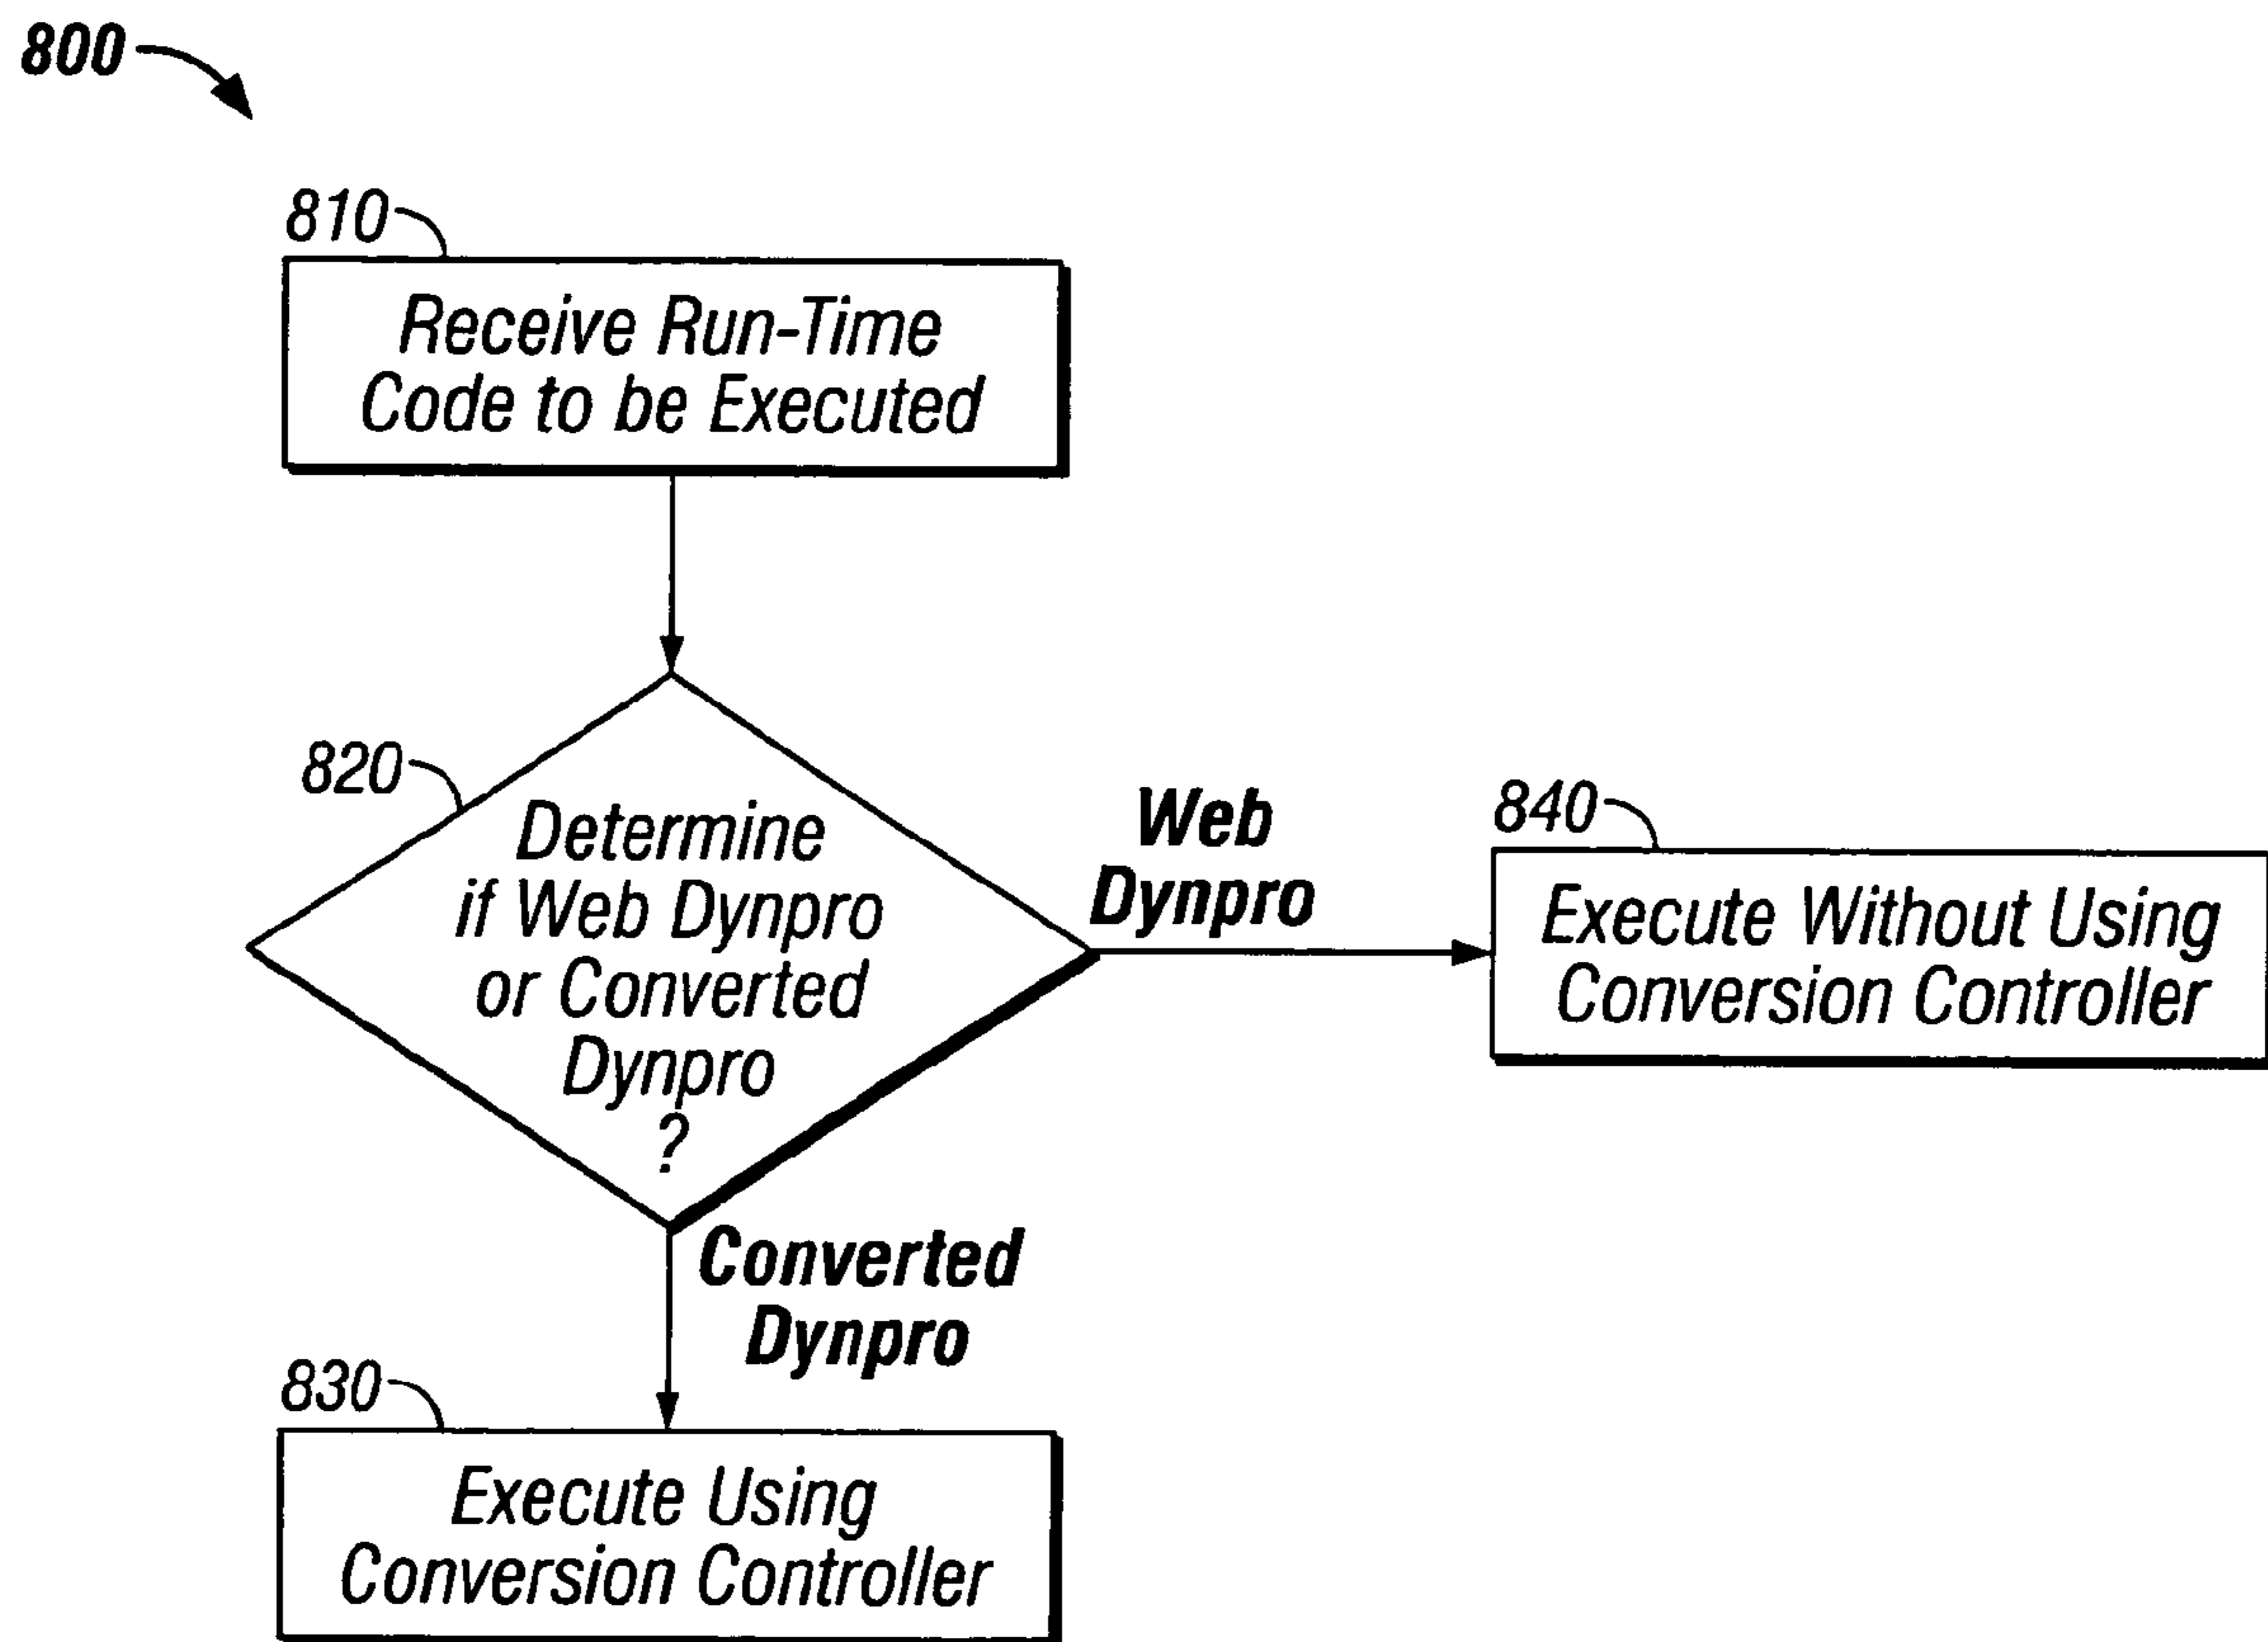 800
810
Receive Run-Time
Code to be Executed
820
Determine
if Web Dynpro
or Converted
Dynpro
?
Web
Dynpro
840
Execute Without Using
Conversion Controller
Converted
Dynpro
830
Execute Using
Conversion Controller